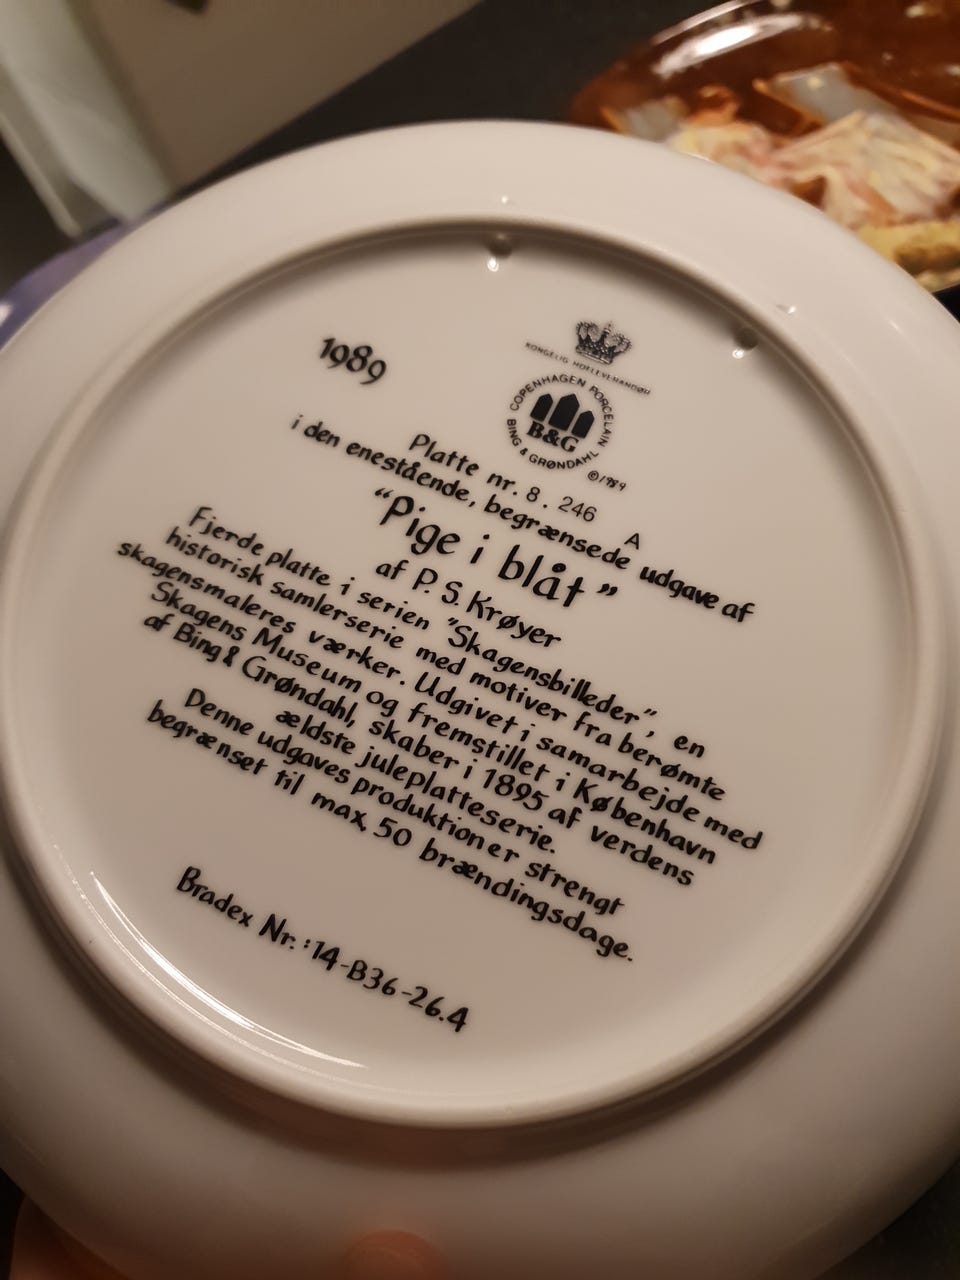 1989
KONGELIG HOFLEVERANDØR
COPENHAGEN PORCELAIN
BING & GRØNDAHL
B&G
©1989
Platte nr. 8.246 A
i den enestående, begrænsede udgave af
"Pige i blåt"
af P. S. Krøyer
Fjerde platte i serien "Skagensbilleder", en
historisk samlerserie med motiver fra berømte
skagensmaleres værker. Udgivet i samarbejde med
Skagens Museum og fremstillet i København
af Bing & Grøndahl, skaber i 1895 af verdens
ældste juleplatteserie.
Denne udgaves produktion er strengt
begrænset til max. 50 brændingsdage.
Bradex Nr.:14-B36-26.4